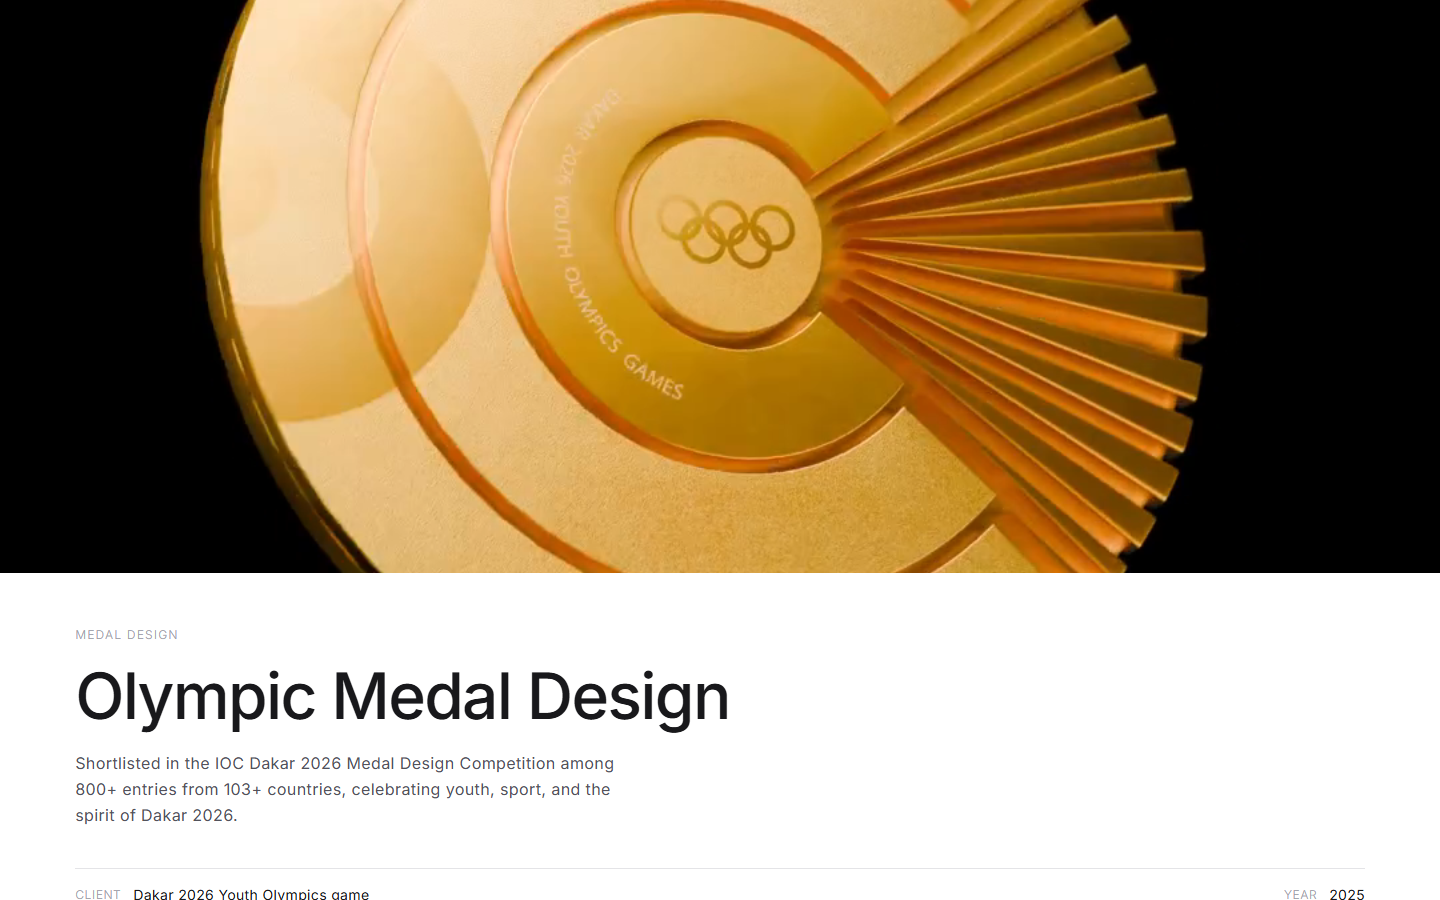 DAKAR 2026 YOUTH OLYMPICS GAMES
MEDAL DESIGN
Olympic Medal Design
Shortlisted in the IOC Dakar 2026 Medal Design Competition among
800+ entries from 103+ countries, celebrating youth, sport, and the
spirit of Dakar 2026.
CLIENT Dakar 2026 Youth Olympics game
YEAR 2025